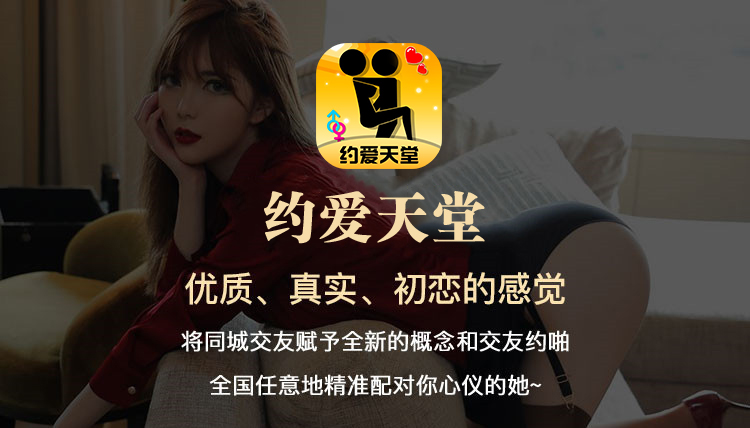 约爱天堂
约爱天堂
优质、真实、初恋的感觉
将同城交友赋予全新的概念和交友约啪
全国任意地精准配对你心仪的她~